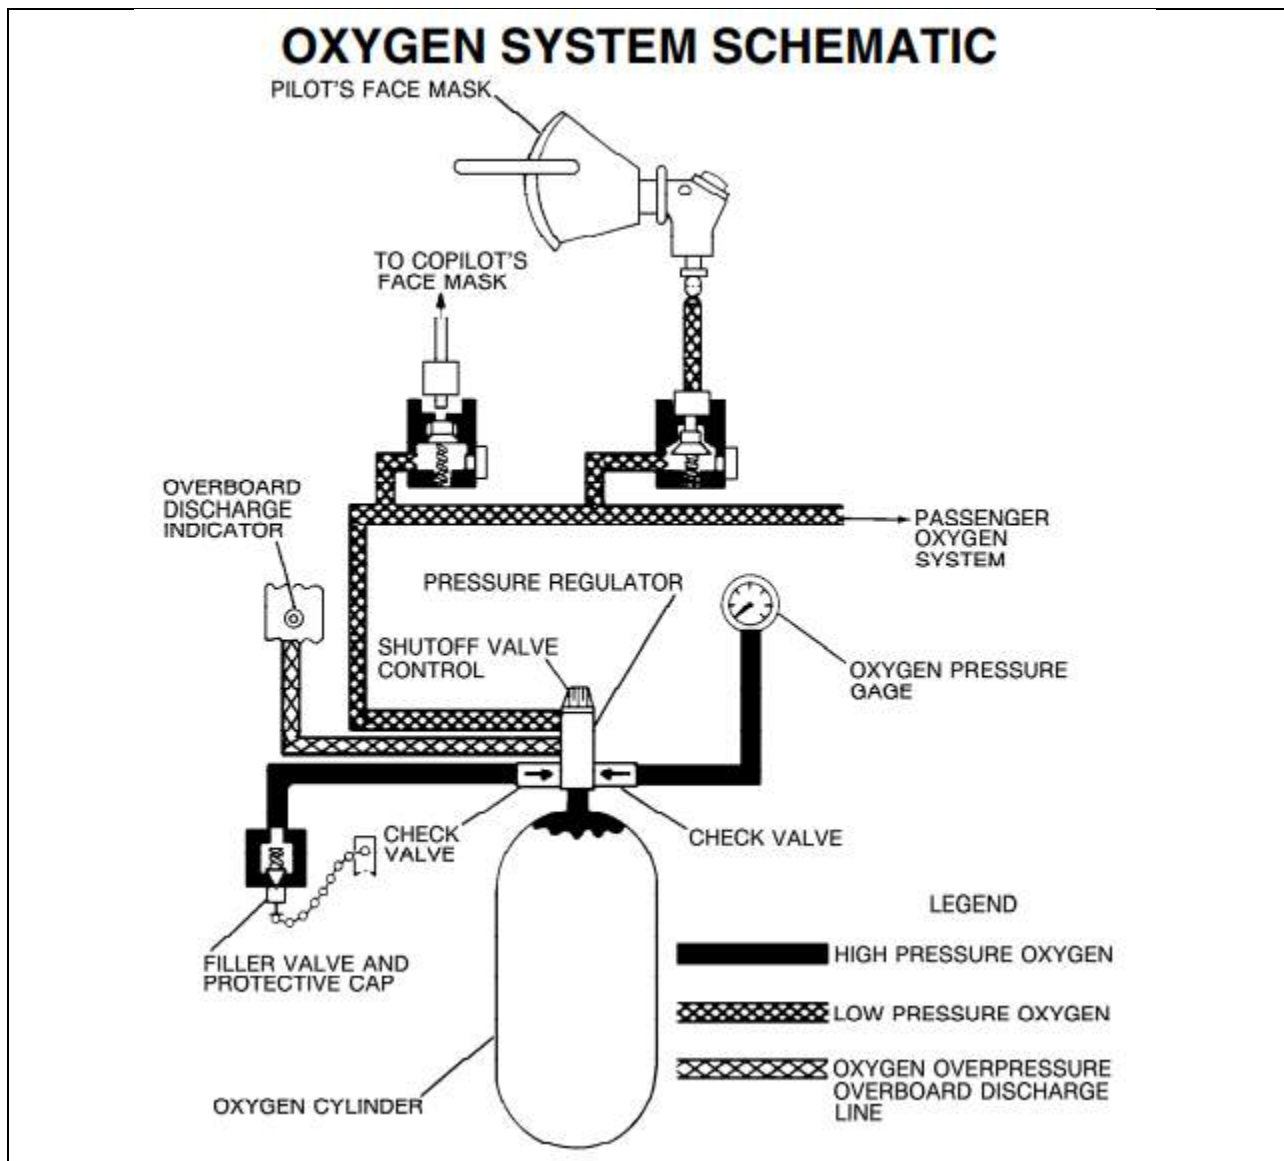 OXYGEN SYSTEM SCHEMATIC
PILOT'S FACE MASK
TO COPILOT'S
FACE MASK
OVERBOARD
DISCHARGE
INDICATOR
PASSENGER
OXYGEN
SYSTEM
PRESSURE REGULATOR
SHUTOFF VALVE
CONTROL
OXYGEN PRESSURE
GAGE
CHECK
VALVE
CHECK VALVE
FILLER VALVE AND
PROTECTIVE CAP
OXYGEN CYLINDER
LEGEND
HIGH PRESSURE OXYGEN
LOW PRESSURE OXYGEN
OXYGEN OVERPRESSURE
OVERBOARD DISCHARGE
LINE